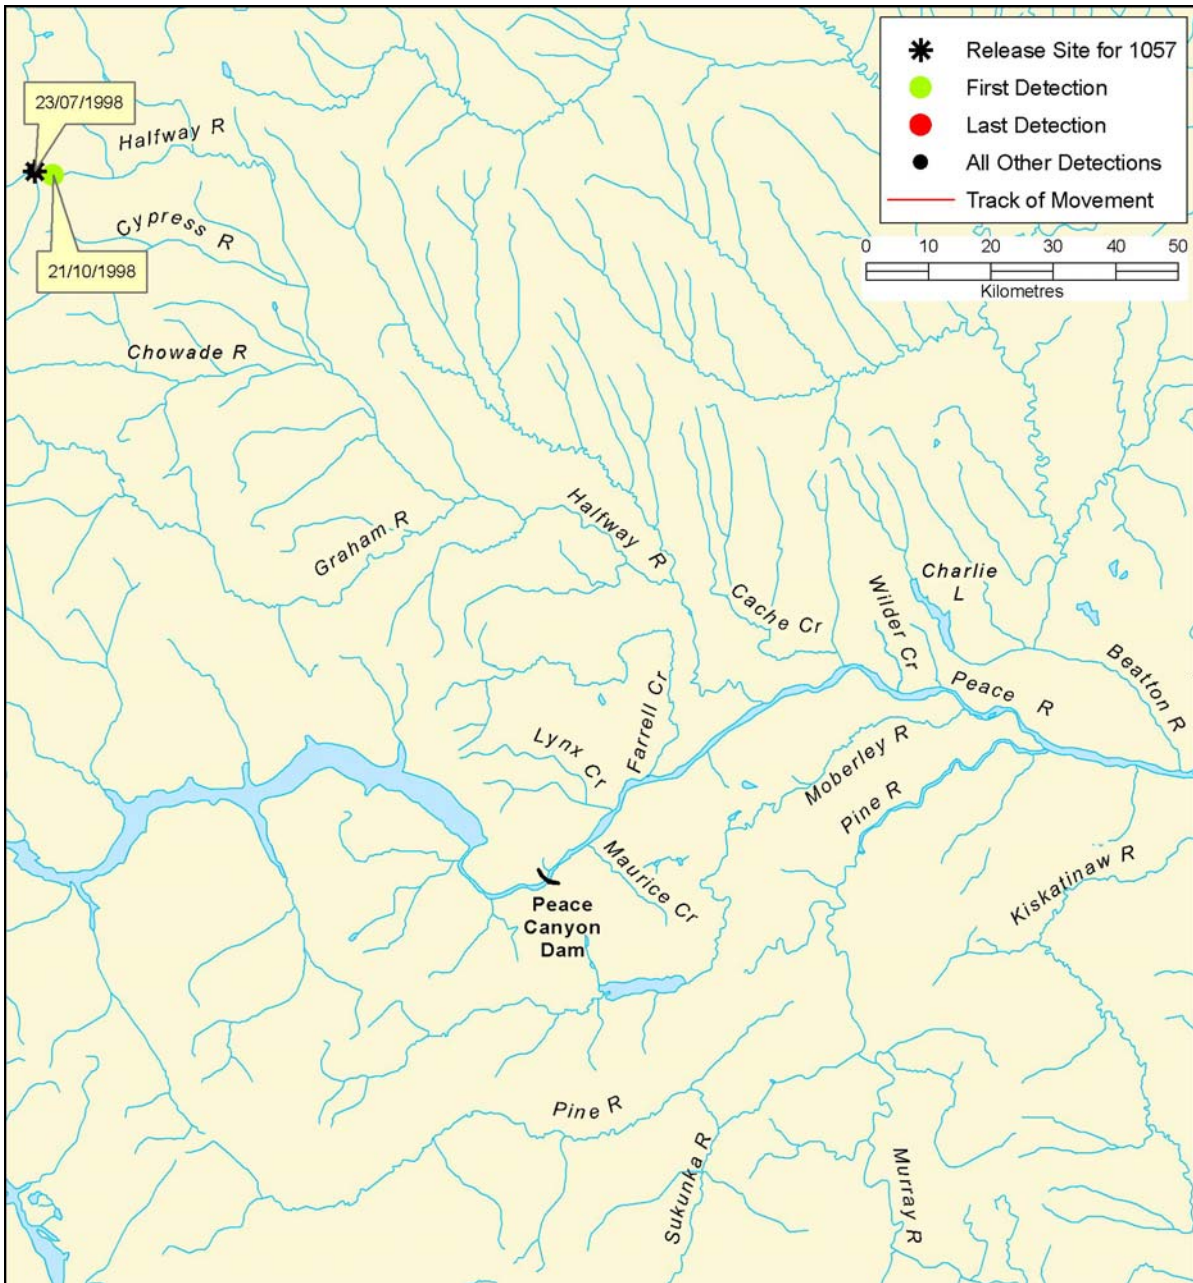 Release Site for 1057
First Detection
Last Detection
All Other Detections
Track of Movement
0 10 20 30 40 50
Kilometres
23/07/1998
Halfway R
Cypress R
21/10/1998
Chowade R
Graham R
Halfway R
Cache Cr
Wilder Cr
Charlie
L
Beatton R
Peace R
Farrell Cr
Lynx Cr
Moberley R
Pine R
Maurice Cr
Kiskatinaw R
Peace
Canyon
Dam
Pine R
Sukunka R
Murray R